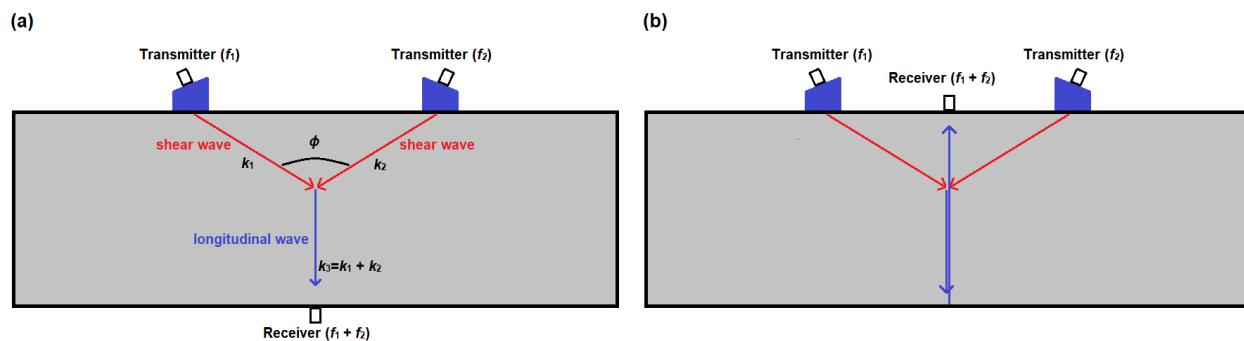 (a)
Transmitter (f₁)
Transmitter (f₂)
shear wave
k₁
ϕ
k₂
shear wave
longitudinal wave
k₃=k₁ + k₂
Receiver (f₁ + f₂)
(b)
Transmitter (f₁)
Receiver (f₁ + f₂)
Transmitter (f₂)